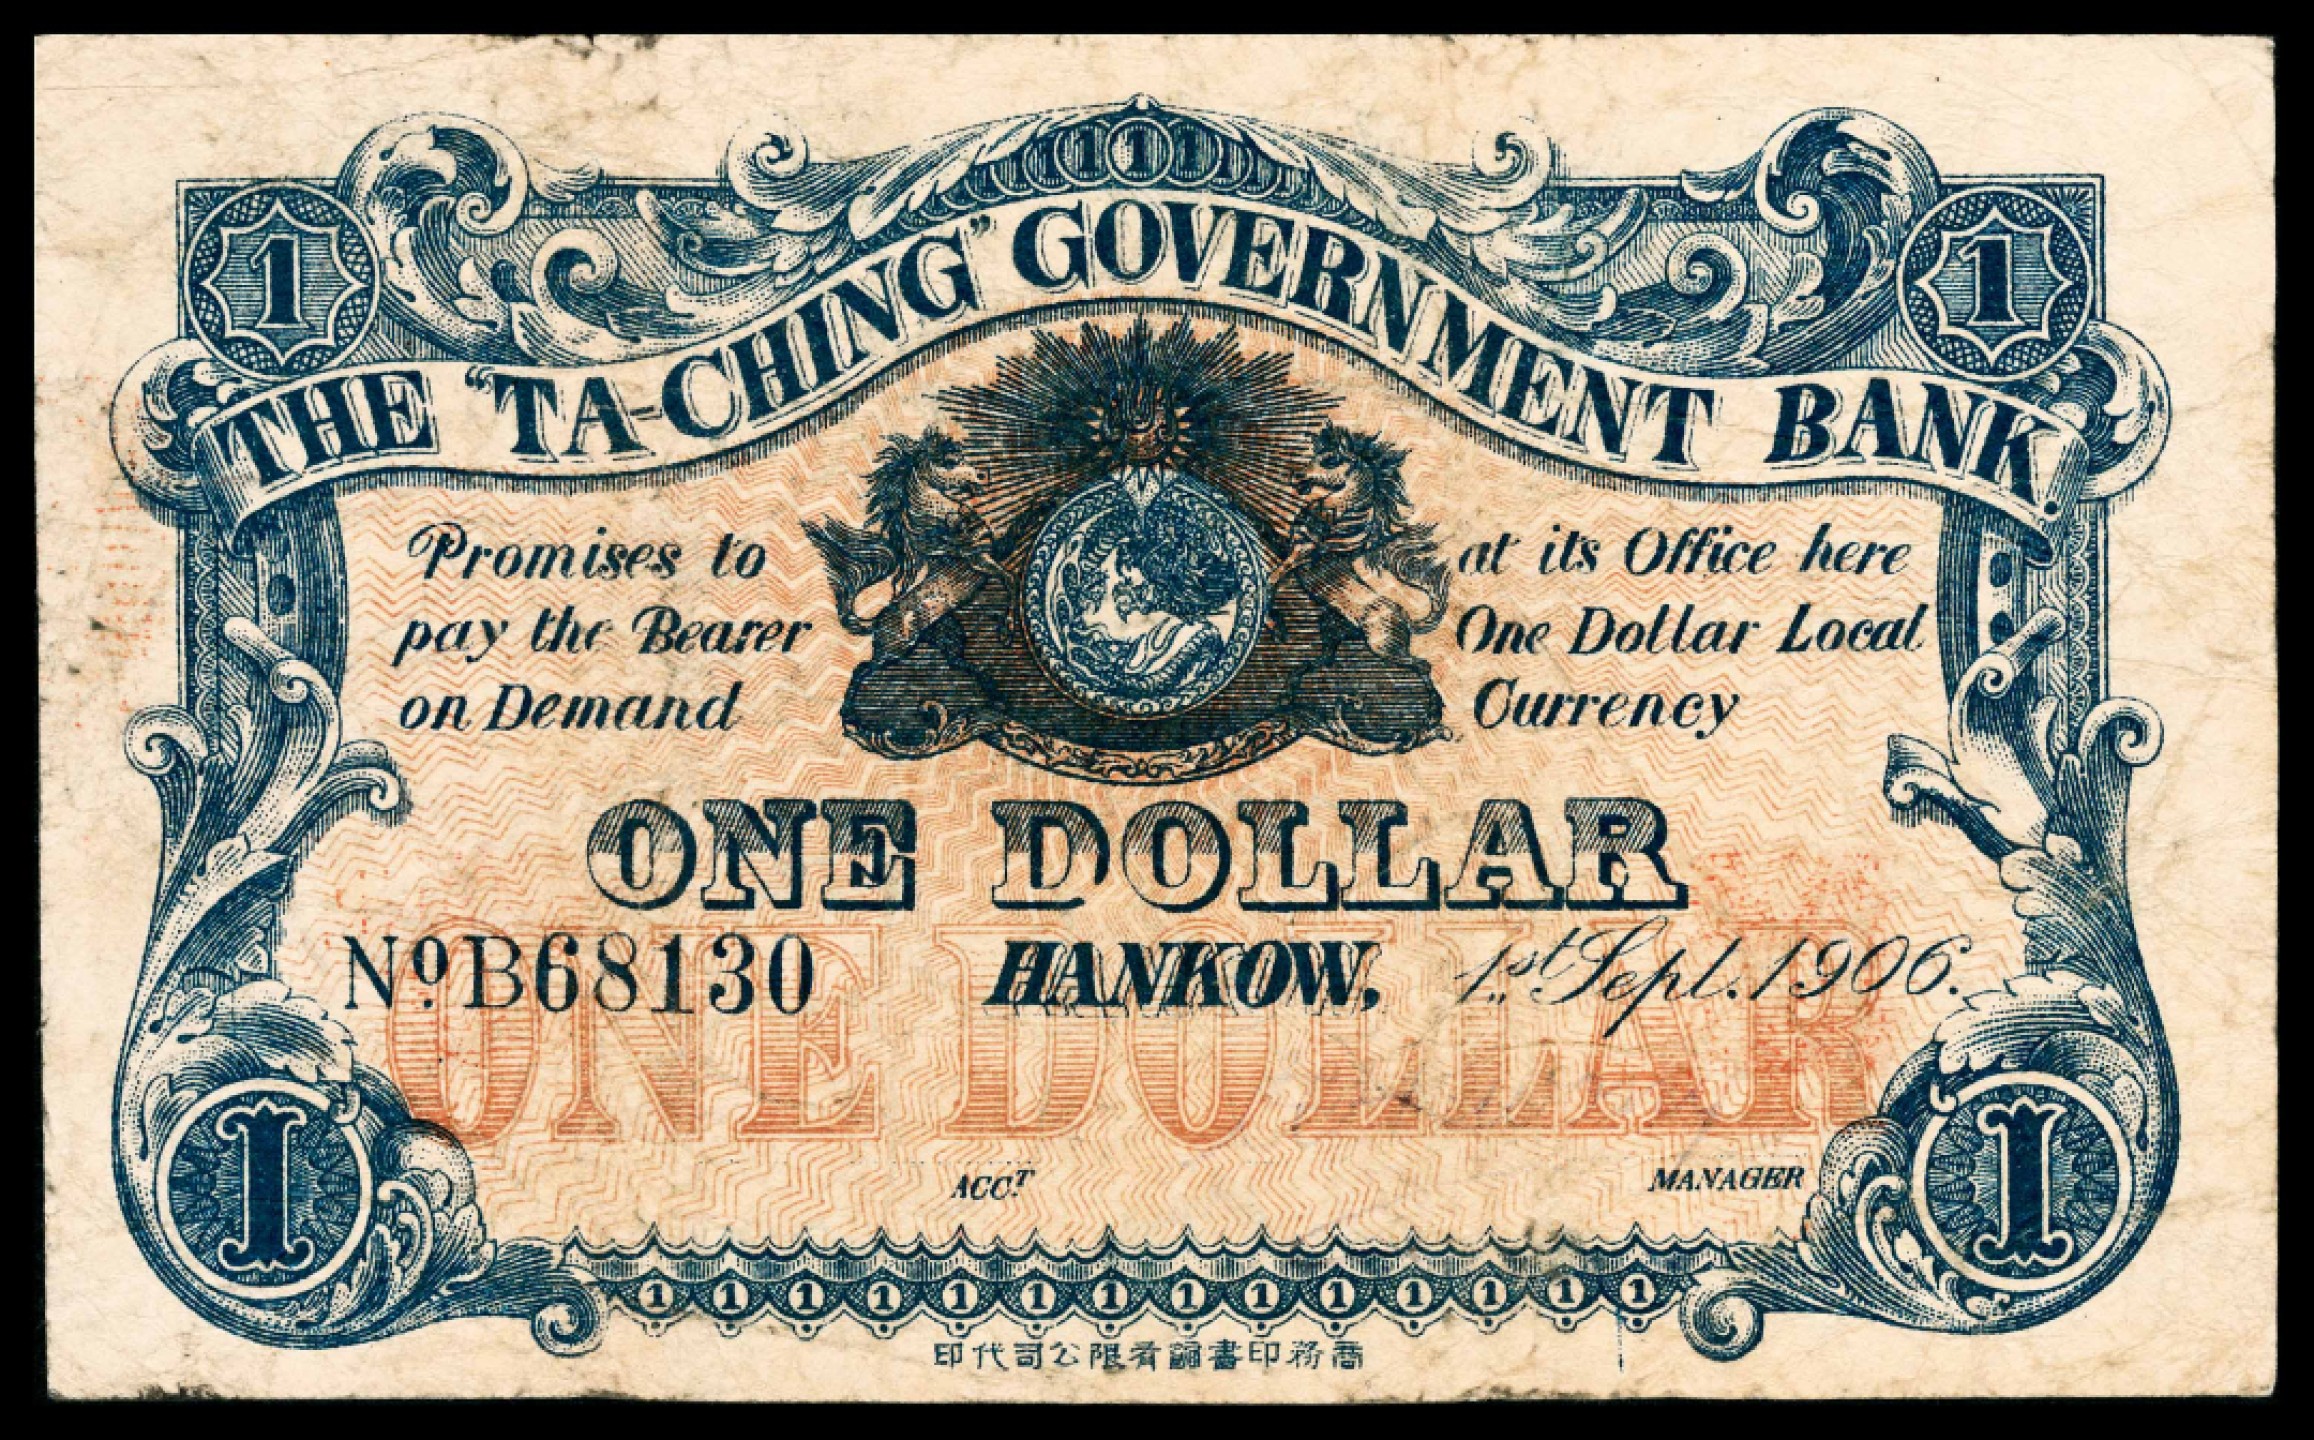 1 1 1
1 1
THE "TA-CHING" GOVERNMENT BANK.
Promises to
pay the Bearer
on Demand
at its Office here
One Dollar Local
Currency
ONE DOLLAR
No. B68130 HANKOW, 1st Sept. 1906.
ONE DOLLAR
ACCT. MANAGER
1 1
1 1 1 1 1 1 1 1 1 1 1 1 1 1
印代司公限有館書印務商